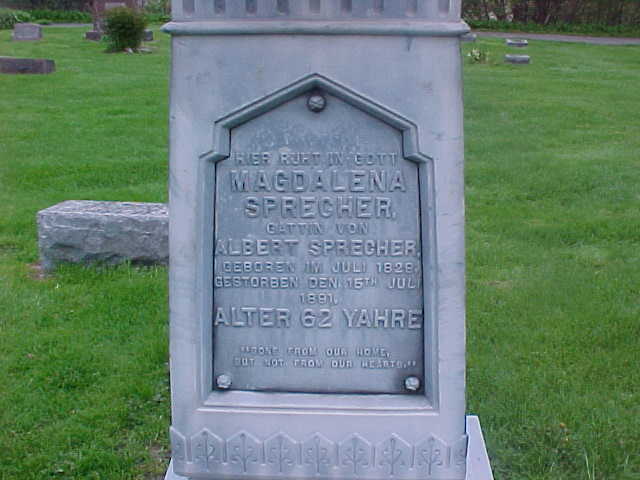 HIER RUHT IN GOTT
MAGDALENA
SPRECHER,
GATTIN VON
ALBERT SPRECHER,
GEBOREN IM JULI 1828,
GESTORBEN DEN 15TH JULI
1891,
ALTER 62 YAHRE
"GONE FROM OUR HOME,
BUT NOT FROM OUR HEARTS."